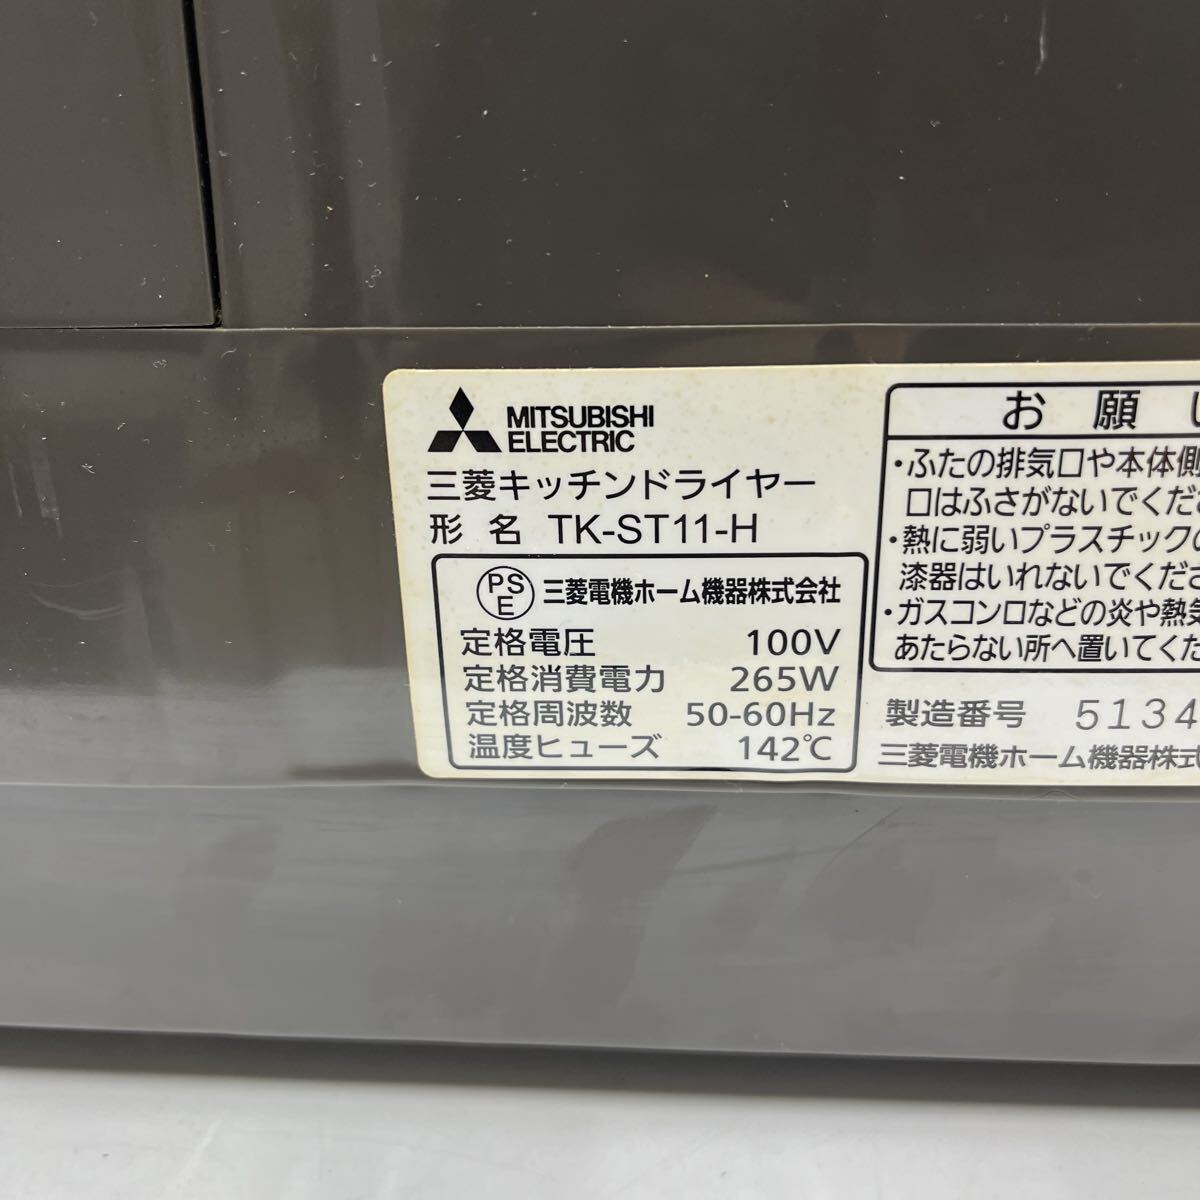 MITSUBISHI
ELECTRIC
三菱キッチンドライヤー
形 名 TK-ST11-H
PS
E
三菱電機ホーム機器株式会社
定格電圧 100V
定格消費電力 265W
定格周波数 50-60Hz
温度ヒューズ 142℃
お 願
・ふたの排気口や本体側
口はふさがないでくだ
・熱に弱いプラスチックの
漆器はいれないでくださ
・ガスコンロなどの炎や熱気
あたらない所へ置いてくだ
製造番号 5134
三菱電機ホーム機器株式